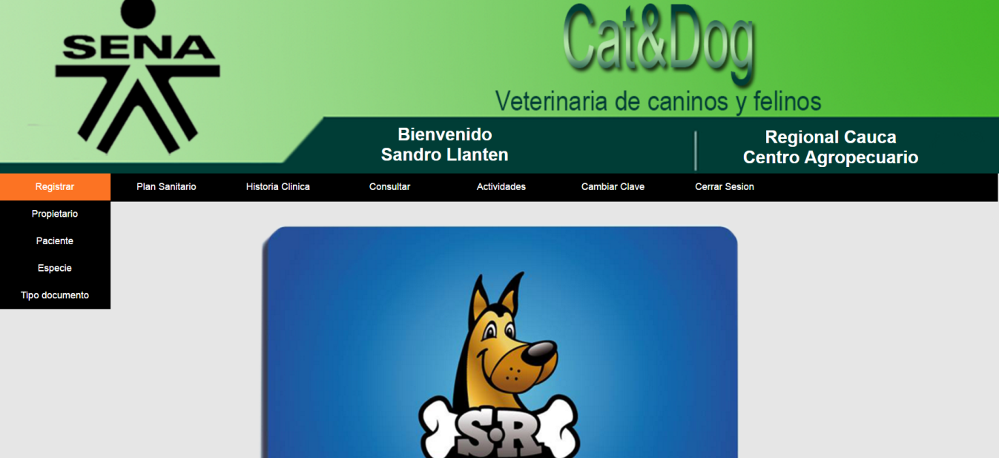 SENA
Cat&Dog
Veterinaria de caninos y felinos
Bienvenido
Sandro Llanten
Regional Cauca
Centro Agropecuario
Registrar
Plan Sanitario
Historia Clinica
Consultar
Actividades
Cambiar Clave
Cerrar Sesion
Propietario
Paciente
Especie
Tipo documento
S·R